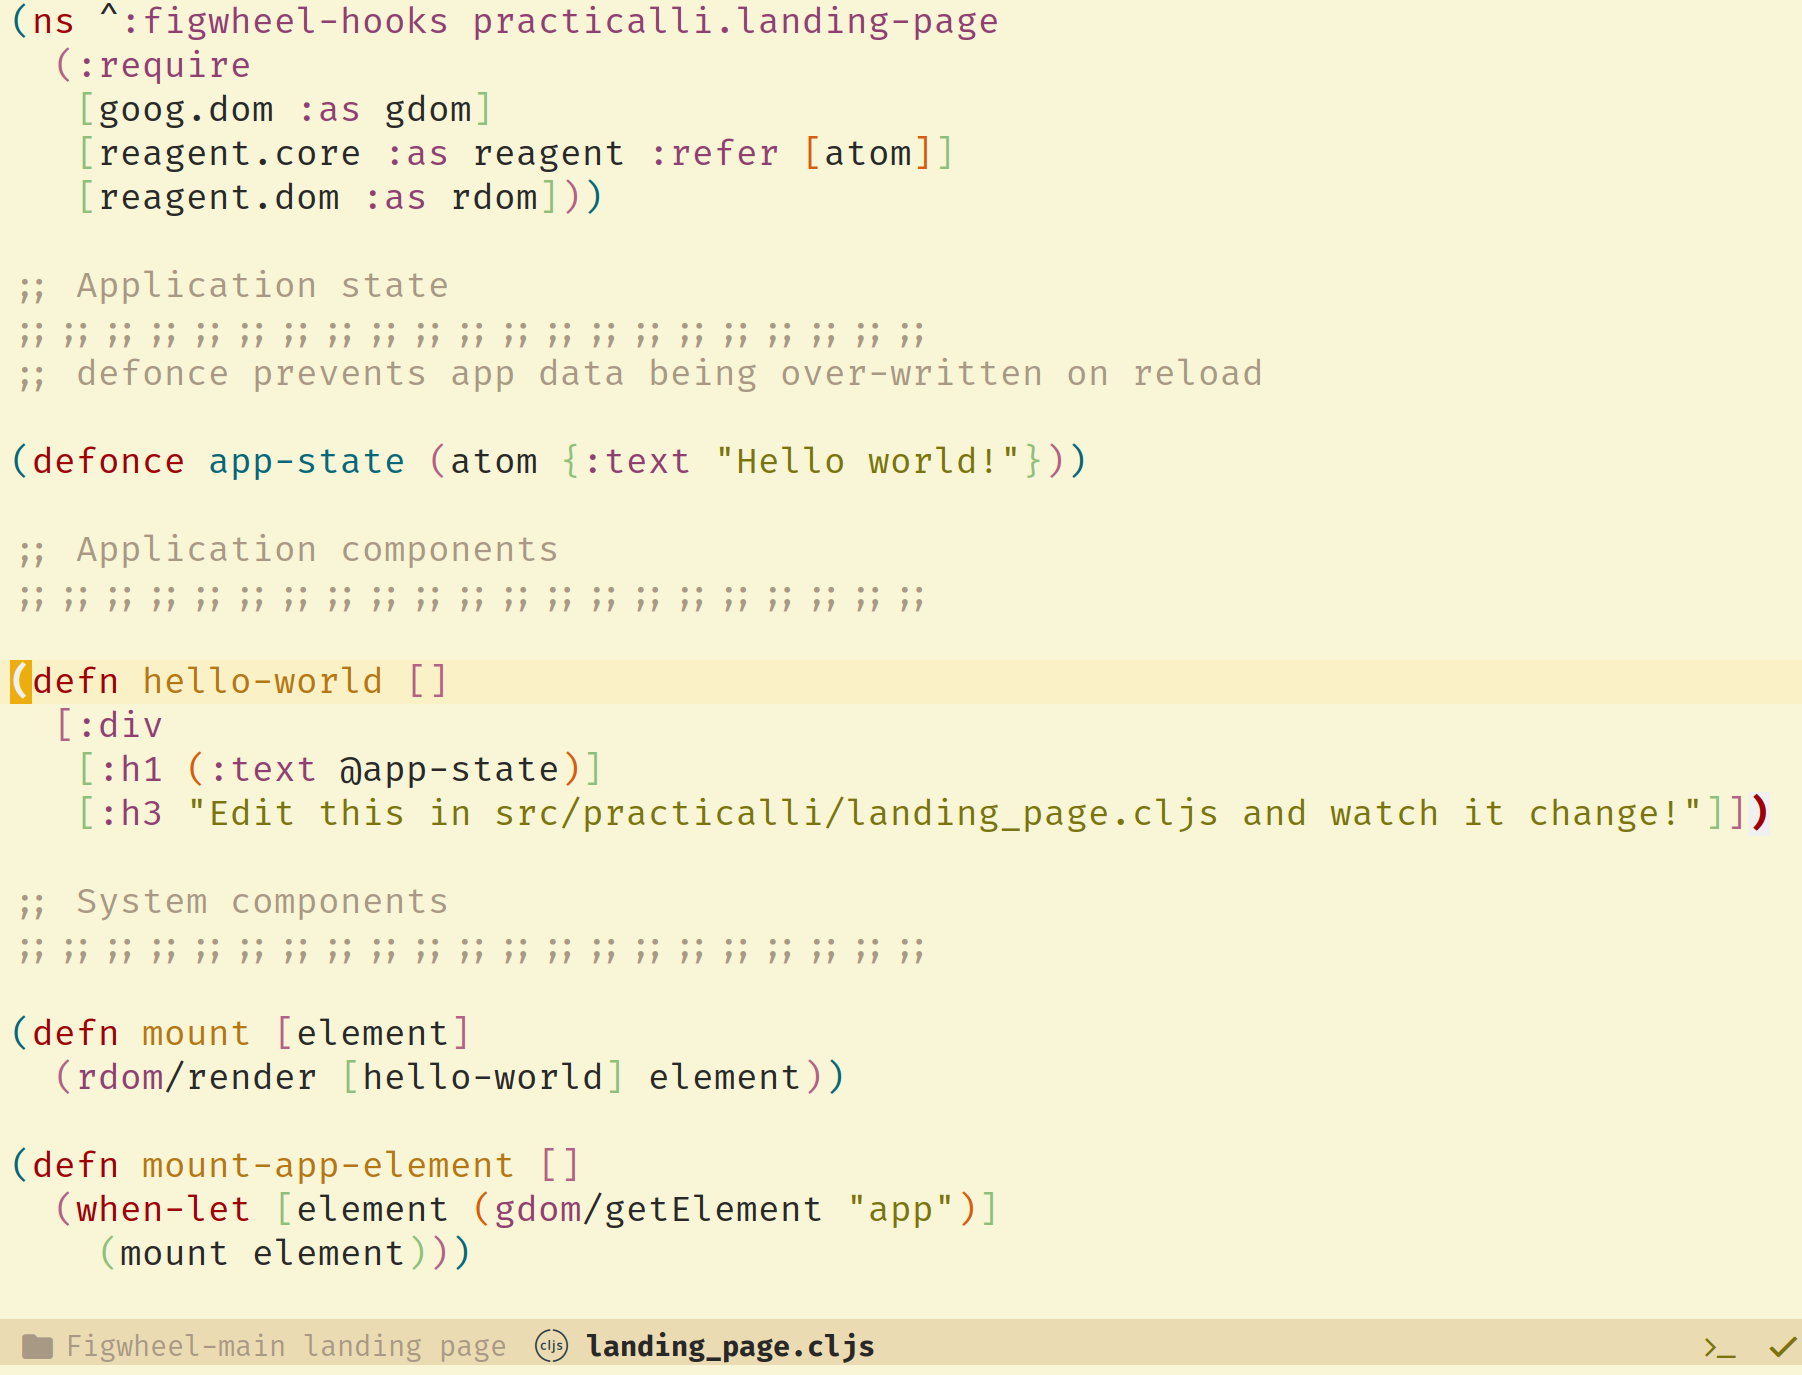 (ns ^:figwheel-hooks practicalli.landing-page
  (:require
   [goog.dom :as gdom]
   [reagent.core :as reagent :refer [atom]]
   [reagent.dom :as rdom]))

;; Application state
;; ;; ;; ;; ;; ;; ;; ;; ;; ;; ;; ;; ;; ;; ;; ;; ;; ;; ;; ;; ;;
;; defonce prevents app data being over-written on reload

(defonce app-state (atom {:text "Hello world!"}))

;; Application components
;; ;; ;; ;; ;; ;; ;; ;; ;; ;; ;; ;; ;; ;; ;; ;; ;; ;; ;; ;; ;;

(defn hello-world []
  [:div
   [:h1 (:text @app-state)]
   [:h3 "Edit this in src/practicalli/landing_page.cljs and watch it change!"]])

;; System components
;; ;; ;; ;; ;; ;; ;; ;; ;; ;; ;; ;; ;; ;; ;; ;; ;; ;; ;; ;; ;;

(defn mount [element]
  (rdom/render [hello-world] element))

(defn mount-app-element []
  (when-let [element (gdom/getElement "app")]
    (mount element)))

Figwheel-main landing page cljs landing_page.cljs >_